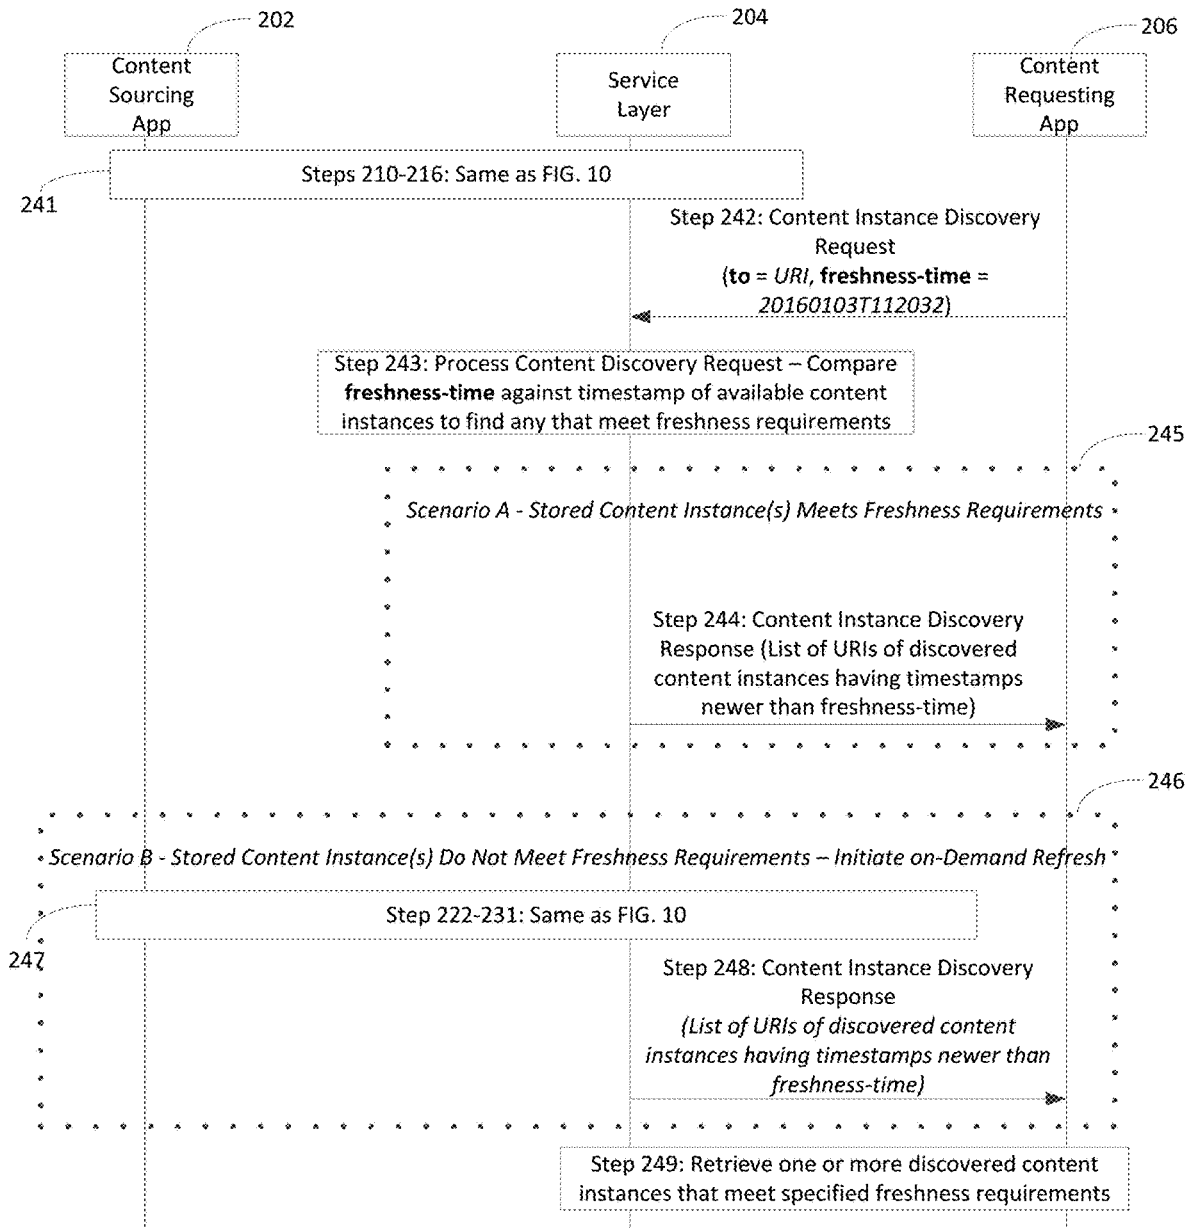 202
204
206
Content
Sourcing
App
Service
Layer
Content
Requesting
App
Steps 210-216: Same as FIG. 10
241
Step 242: Content Instance Discovery
Request
(to = URI, freshness-time =
20160103T112032)
Step 243: Process Content Discovery Request – Compare
freshness-time against timestamp of available content
instances to find any that meet freshness requirements
245
Scenario A - Stored Content Instance(s) Meets Freshness Requirements
Step 244: Content Instance Discovery
Response (List of URIs of discovered
content instances having timestamps
newer than freshness-time)
246
Scenario B - Stored Content Instance(s) Do Not Meet Freshness Requirements – Initiate on-Demand Refresh
Step 222-231: Same as FIG. 10
247
Step 248: Content Instance Discovery
Response
(List of URIs of discovered content
instances having timestamps newer than
freshness-time)
Step 249: Retrieve one or more discovered content
instances that meet specified freshness requirements